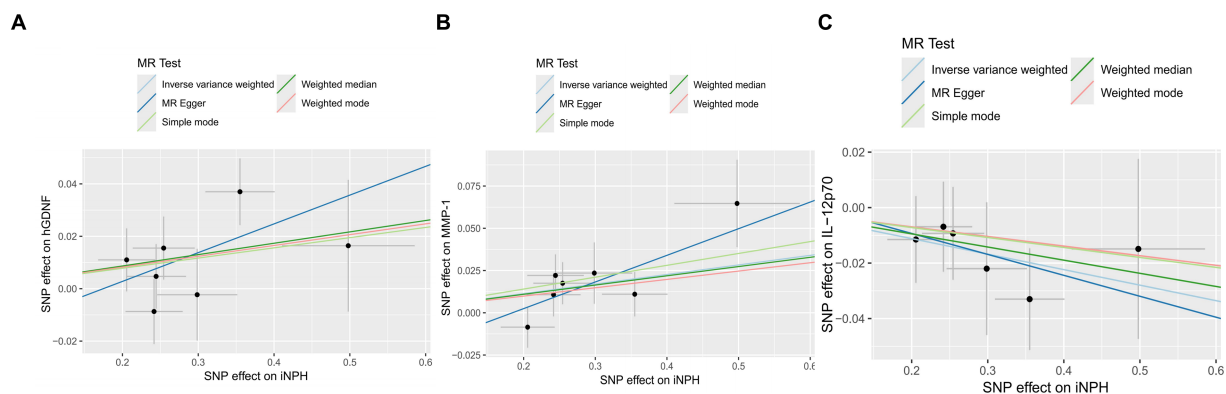 A
MR Test
Inverse variance weighted
Weighted median
MR Egger
Weighted mode
Simple mode
SNP effect on hGDNF
0.04
0.02
0.00
−0.02
0.2
0.3
0.4
0.5
0.6
SNP effect on iNPH
B
MR Test
Inverse variance weighted
Weighted median
MR Egger
Weighted mode
Simple mode
SNP effect on MMP-1
0.075
0.050
0.025
0.000
−0.025
0.2
0.3
0.4
0.5
0.6
SNP effect on iNPH
C
MR Test
Inverse variance weighted
Weighted median
MR Egger
Weighted mode
Simple mode
SNP effect on IL−12p70
0.02
−0.00
−0.02
−0.04
0.2
0.3
0.4
0.5
0.6
SNP effect on iNPH